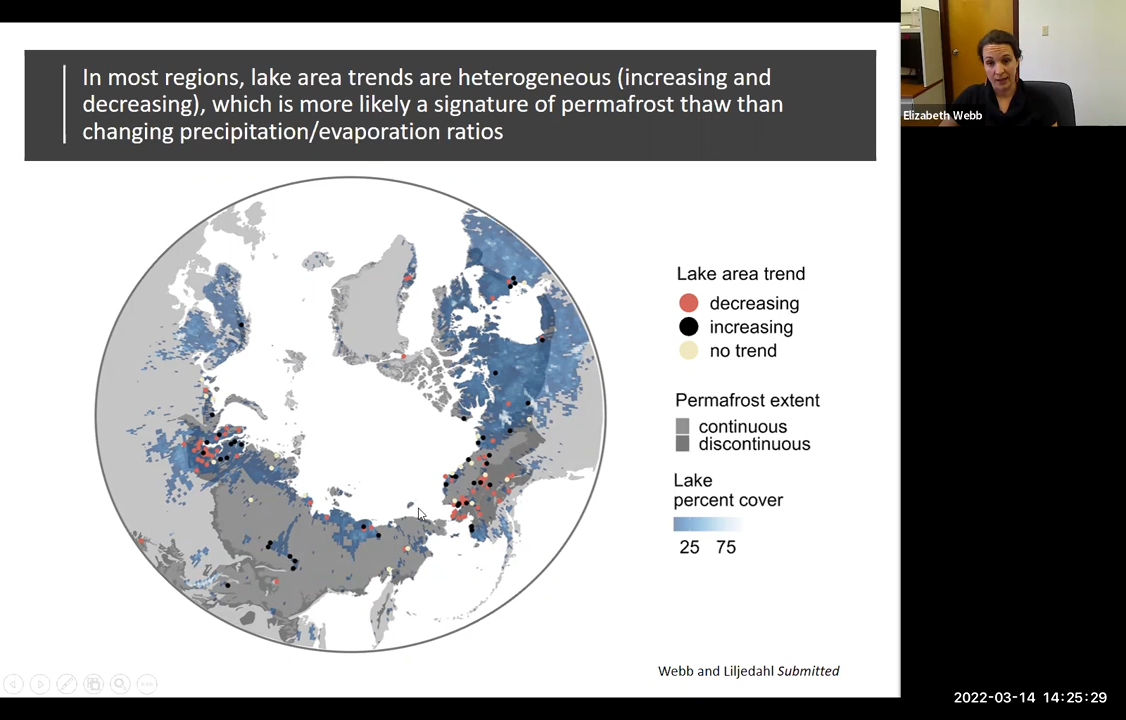 In most regions, lake area trends are heterogeneous (increasing and
decreasing), which is more likely a signature of permafrost thaw than
changing precipitation/evaporation ratios
Elizabeth Webb
Lake area trend
decreasing
increasing
no trend
Permafrost extent
continuous
discontinuous
Lake
percent cover
25 75
Webb and Liljedahl Submitted
2022-03-14 14:25:29